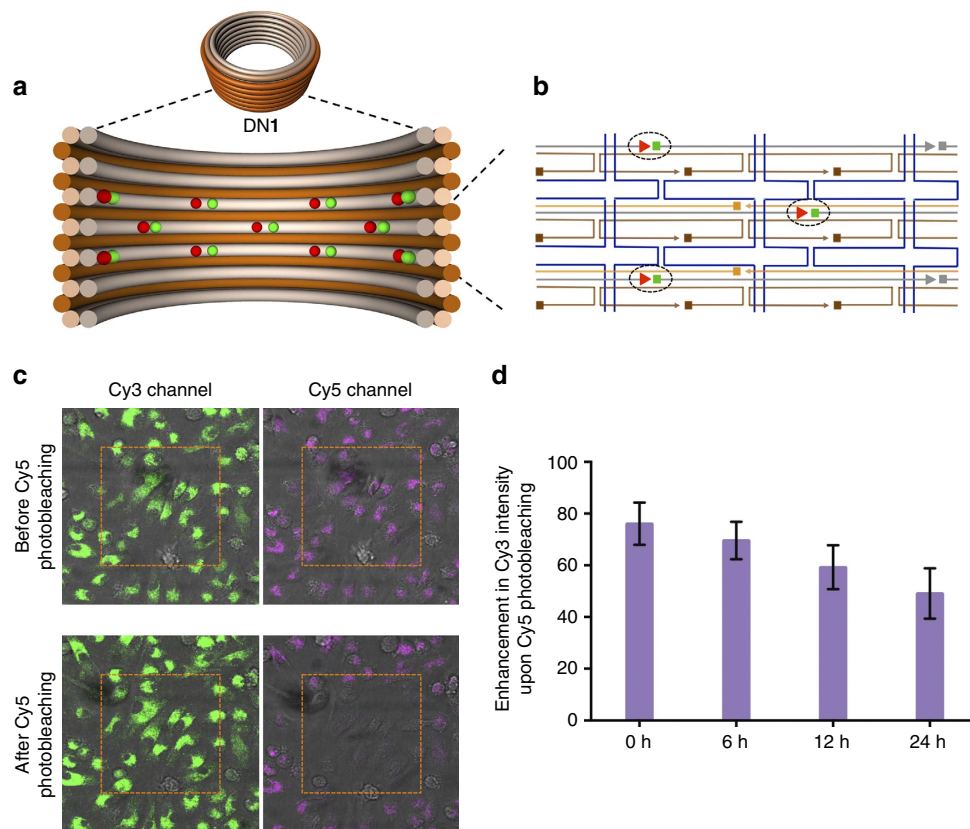 a
DN1
b
c
Cy3 channel
Cy5 channel
Before Cy5
photobleaching
After Cy5
photobleaching
d
Enhancement in Cy3 intensity
upon Cy5 photobleaching
100
80
60
40
20
0
0 h
6 h
12 h
24 h